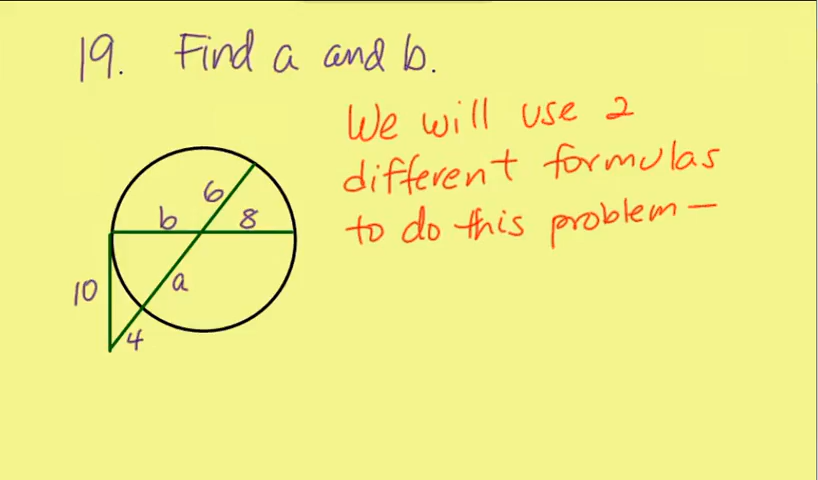 19. Find a and b.
We will use 2
different formulas
to do this problem —
6
b
8
a
10
4